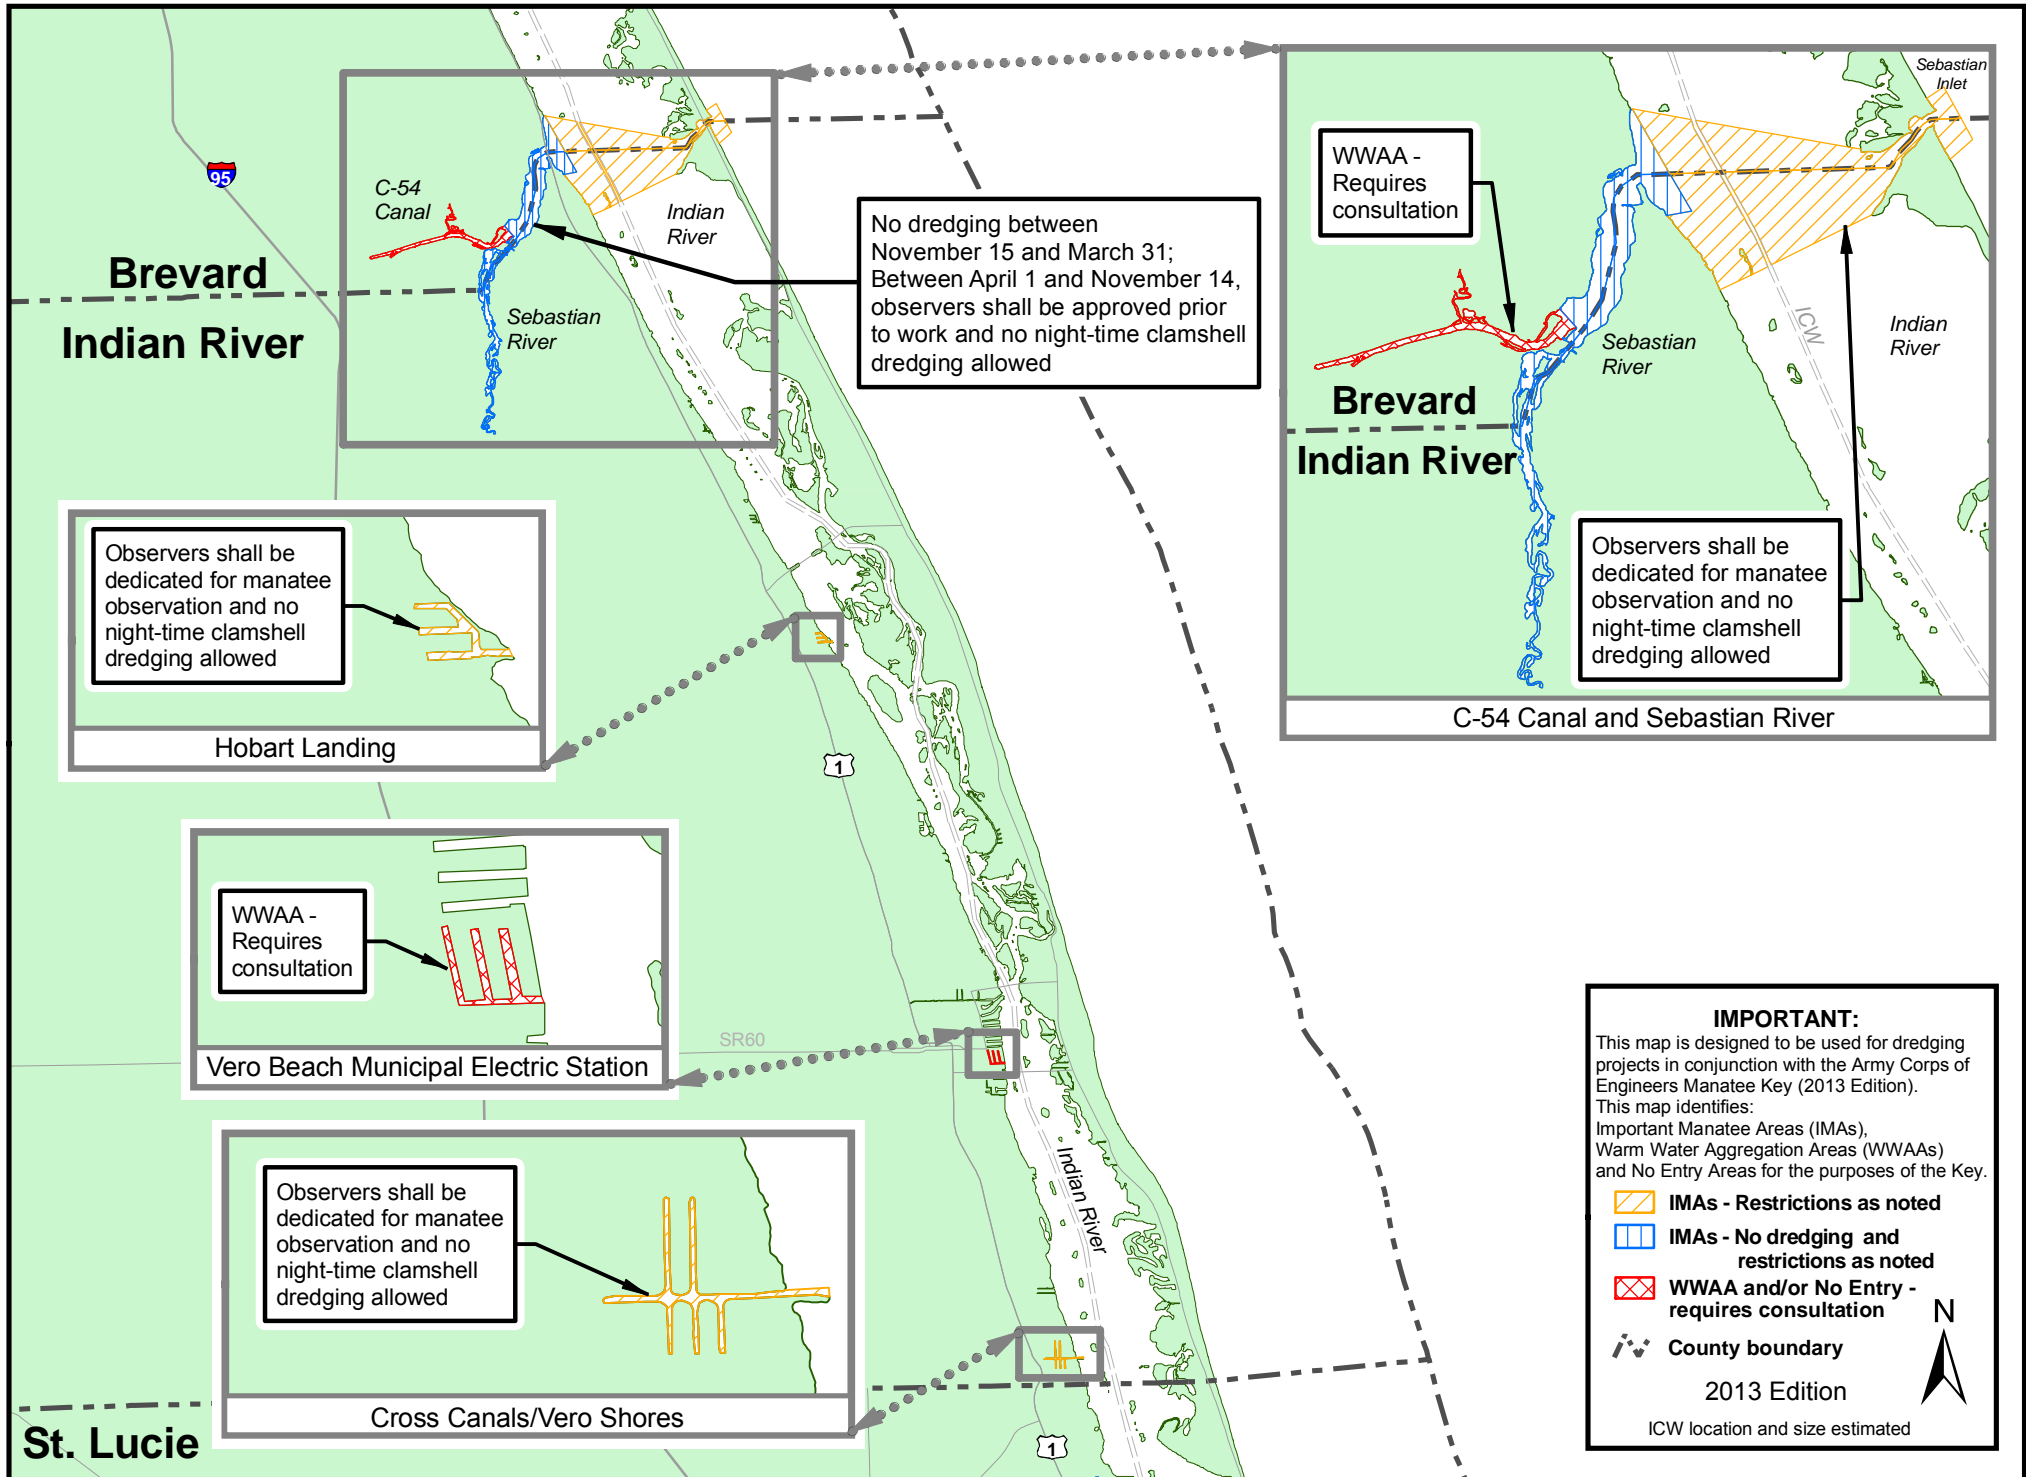 95
C-54
Canal
Indian
River
Brevard
Indian River
Sebastian
River
No dredging between
November 15 and March 31;
Between April 1 and November 14,
observers shall be approved prior
to work and no night-time clamshell
dredging allowed
Sebastian
Inlet
WWAA -
Requires
consultation
ICW
Indian
River
Sebastian
River
Brevard
Indian River
Observers shall be
dedicated for manatee
observation and no
night-time clamshell
dredging allowed
C-54 Canal and Sebastian River
Observers shall be
dedicated for manatee
observation and no
night-time clamshell
dredging allowed
Hobart Landing
1
WWAA -
Requires
consultation
Vero Beach Municipal Electric Station
SR60
Observers shall be
dedicated for manatee
observation and no
night-time clamshell
dredging allowed
Cross Canals/Vero Shores
Indian River
St. Lucie
1
IMPORTANT:
This map is designed to be used for dredging
projects in conjunction with the Army Corps of
Engineers Manatee Key (2013 Edition).
This map identifies:
Important Manatee Areas (IMAs),
Warm Water Aggregation Areas (WWAAs)
and No Entry Areas for the purposes of the Key.
IMAs - Restrictions as noted
IMAs - No dredging and
restrictions as noted
WWAA and/or No Entry -
requires consultation
County boundary
N
2013 Edition
ICW location and size estimated